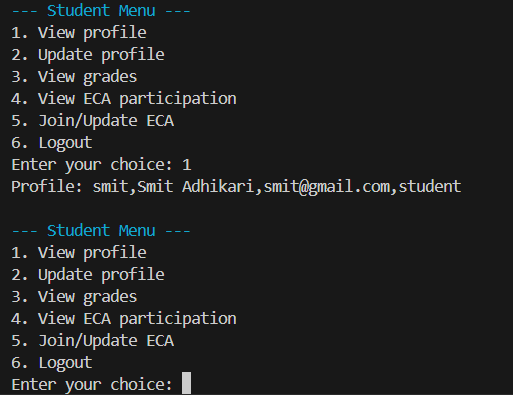 --- Student Menu ---
1. View profile
2. Update profile
3. View grades
4. View ECA participation
5. Join/Update ECA
6. Logout
Enter your choice: 1
Profile: smit,Smit Adhikari,smit@gmail.com,student

--- Student Menu ---
1. View profile
2. Update profile
3. View grades
4. View ECA participation
5. Join/Update ECA
6. Logout
Enter your choice: